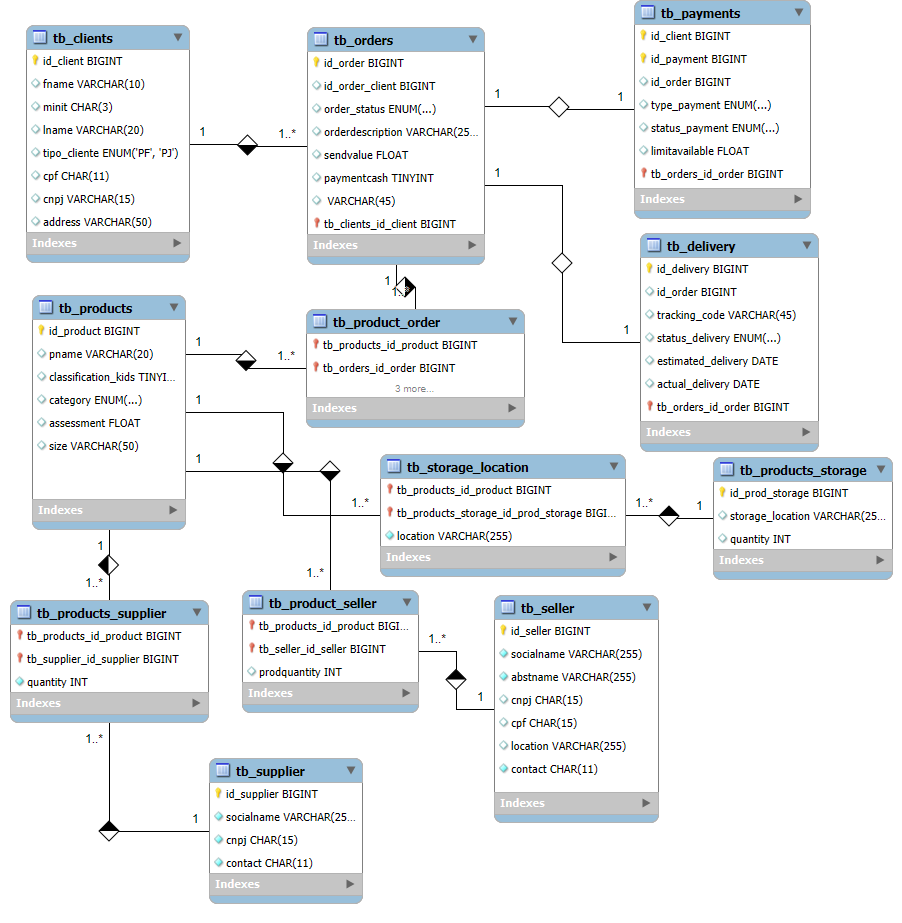 tb_clients
id_client BIGINT
fname VARCHAR(10)
minit CHAR(3)
lname VARCHAR(20)
tipo_cliente ENUM('PF', 'PJ')
cpf CHAR(11)
cnpj VARCHAR(15)
address VARCHAR(50)
Indexes
1
1..*
tb_orders
id_order BIGINT
id_order_client BIGINT
order_status ENUM(...)
orderdescription VARCHAR(25...
sendvalue FLOAT
paymentcash TINYINT
VARCHAR(45)
tb_clients_id_client BIGINT
Indexes
1
1
1
1
tb_payments
id_client BIGINT
id_payment BIGINT
id_order BIGINT
type_payment ENUM(...)
status_payment ENUM(...)
limitavailable FLOAT
tb_orders_id_order BIGINT
Indexes
tb_delivery
id_delivery BIGINT
id_order BIGINT
tracking_code VARCHAR(45)
status_delivery ENUM(...)
estimated_delivery DATE
actual_delivery DATE
tb_orders_id_order BIGINT
Indexes
1
1..*
tb_products
id_product BIGINT
pname VARCHAR(20)
classification_kids TINYI...
category ENUM(...)
assessment FLOAT
size VARCHAR(50)
Indexes
1
1..*
1
1
tb_product_order
tb_products_id_product BIGINT
tb_orders_id_order BIGINT
3 more...
Indexes
1..*
tb_storage_location
tb_products_id_product BIGINT
tb_products_storage_id_prod_storage BIGI...
location VARCHAR(255)
Indexes
1..*
1
tb_products_storage
id_prod_storage BIGINT
storage_location VARCHAR(25...
quantity INT
Indexes
1
1..*
tb_products_supplier
tb_products_id_product BIGINT
tb_supplier_id_supplier BIGINT
quantity INT
Indexes
1..*
tb_product_seller
tb_products_id_product BIGI...
tb_seller_id_seller BIGINT
prodquantity INT
Indexes
1..*
1
tb_seller
id_seller BIGINT
socialname VARCHAR(255)
abstname VARCHAR(255)
cnpj CHAR(15)
cpf CHAR(15)
location VARCHAR(255)
contact CHAR(11)
Indexes
1..*
1
tb_supplier
id_supplier BIGINT
socialname VARCHAR(25...
cnpj CHAR(15)
contact CHAR(11)
Indexes